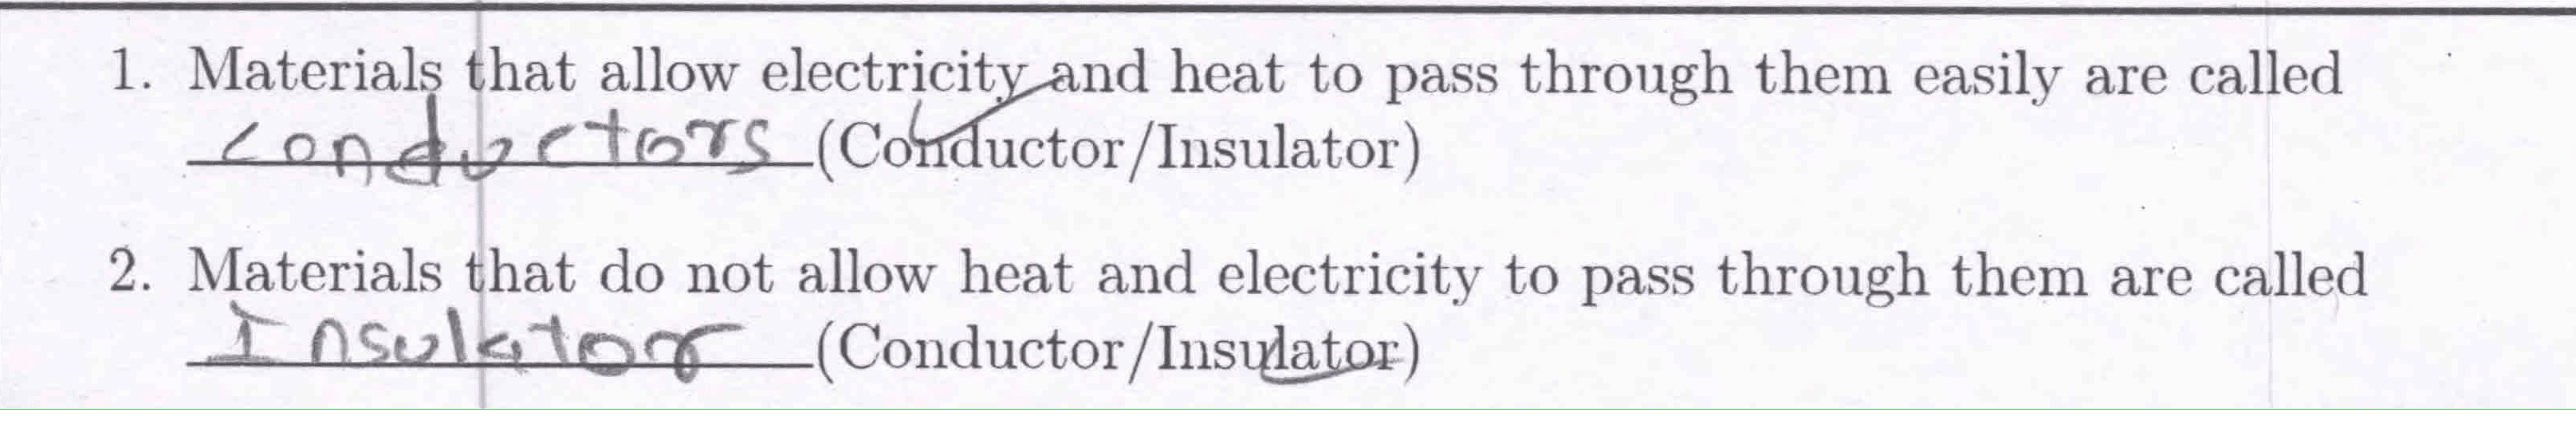 1. Materials that allow electricity and heat to pass through them easily are called
conductors (Conductor/Insulator)
2. Materials that do not allow heat and electricity to pass through them are called
Insulator (Conductor/Insulator)